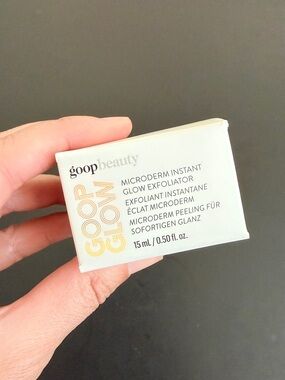 goopbeauty
GOOP
GLOW
MICRODERM INSTANT
GLOW EXFOLIATOR
EXFOLIANT INSTANTANÉ
ÉCLAT MICRODERM
MICRODERM PEELING FÜR
SOFORTIGEN GLANZ
15 mL / 0.50 fl. oz.